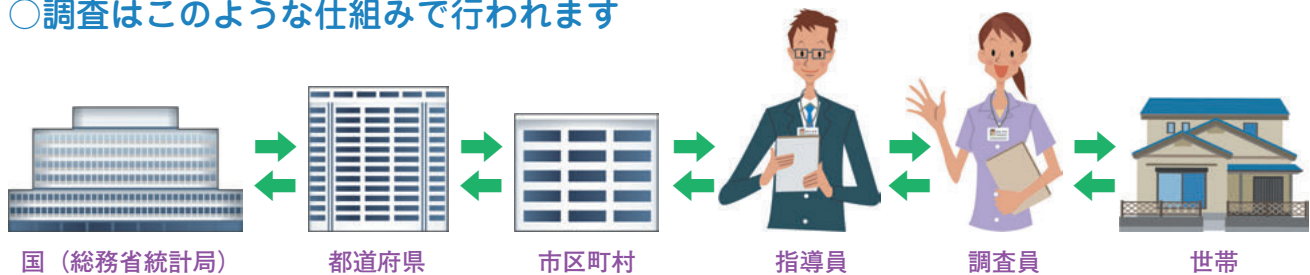 ○調査はこのような仕組みで行われます
国（総務省統計局）
都道府県
市区町村
指導員
調査員
世帯